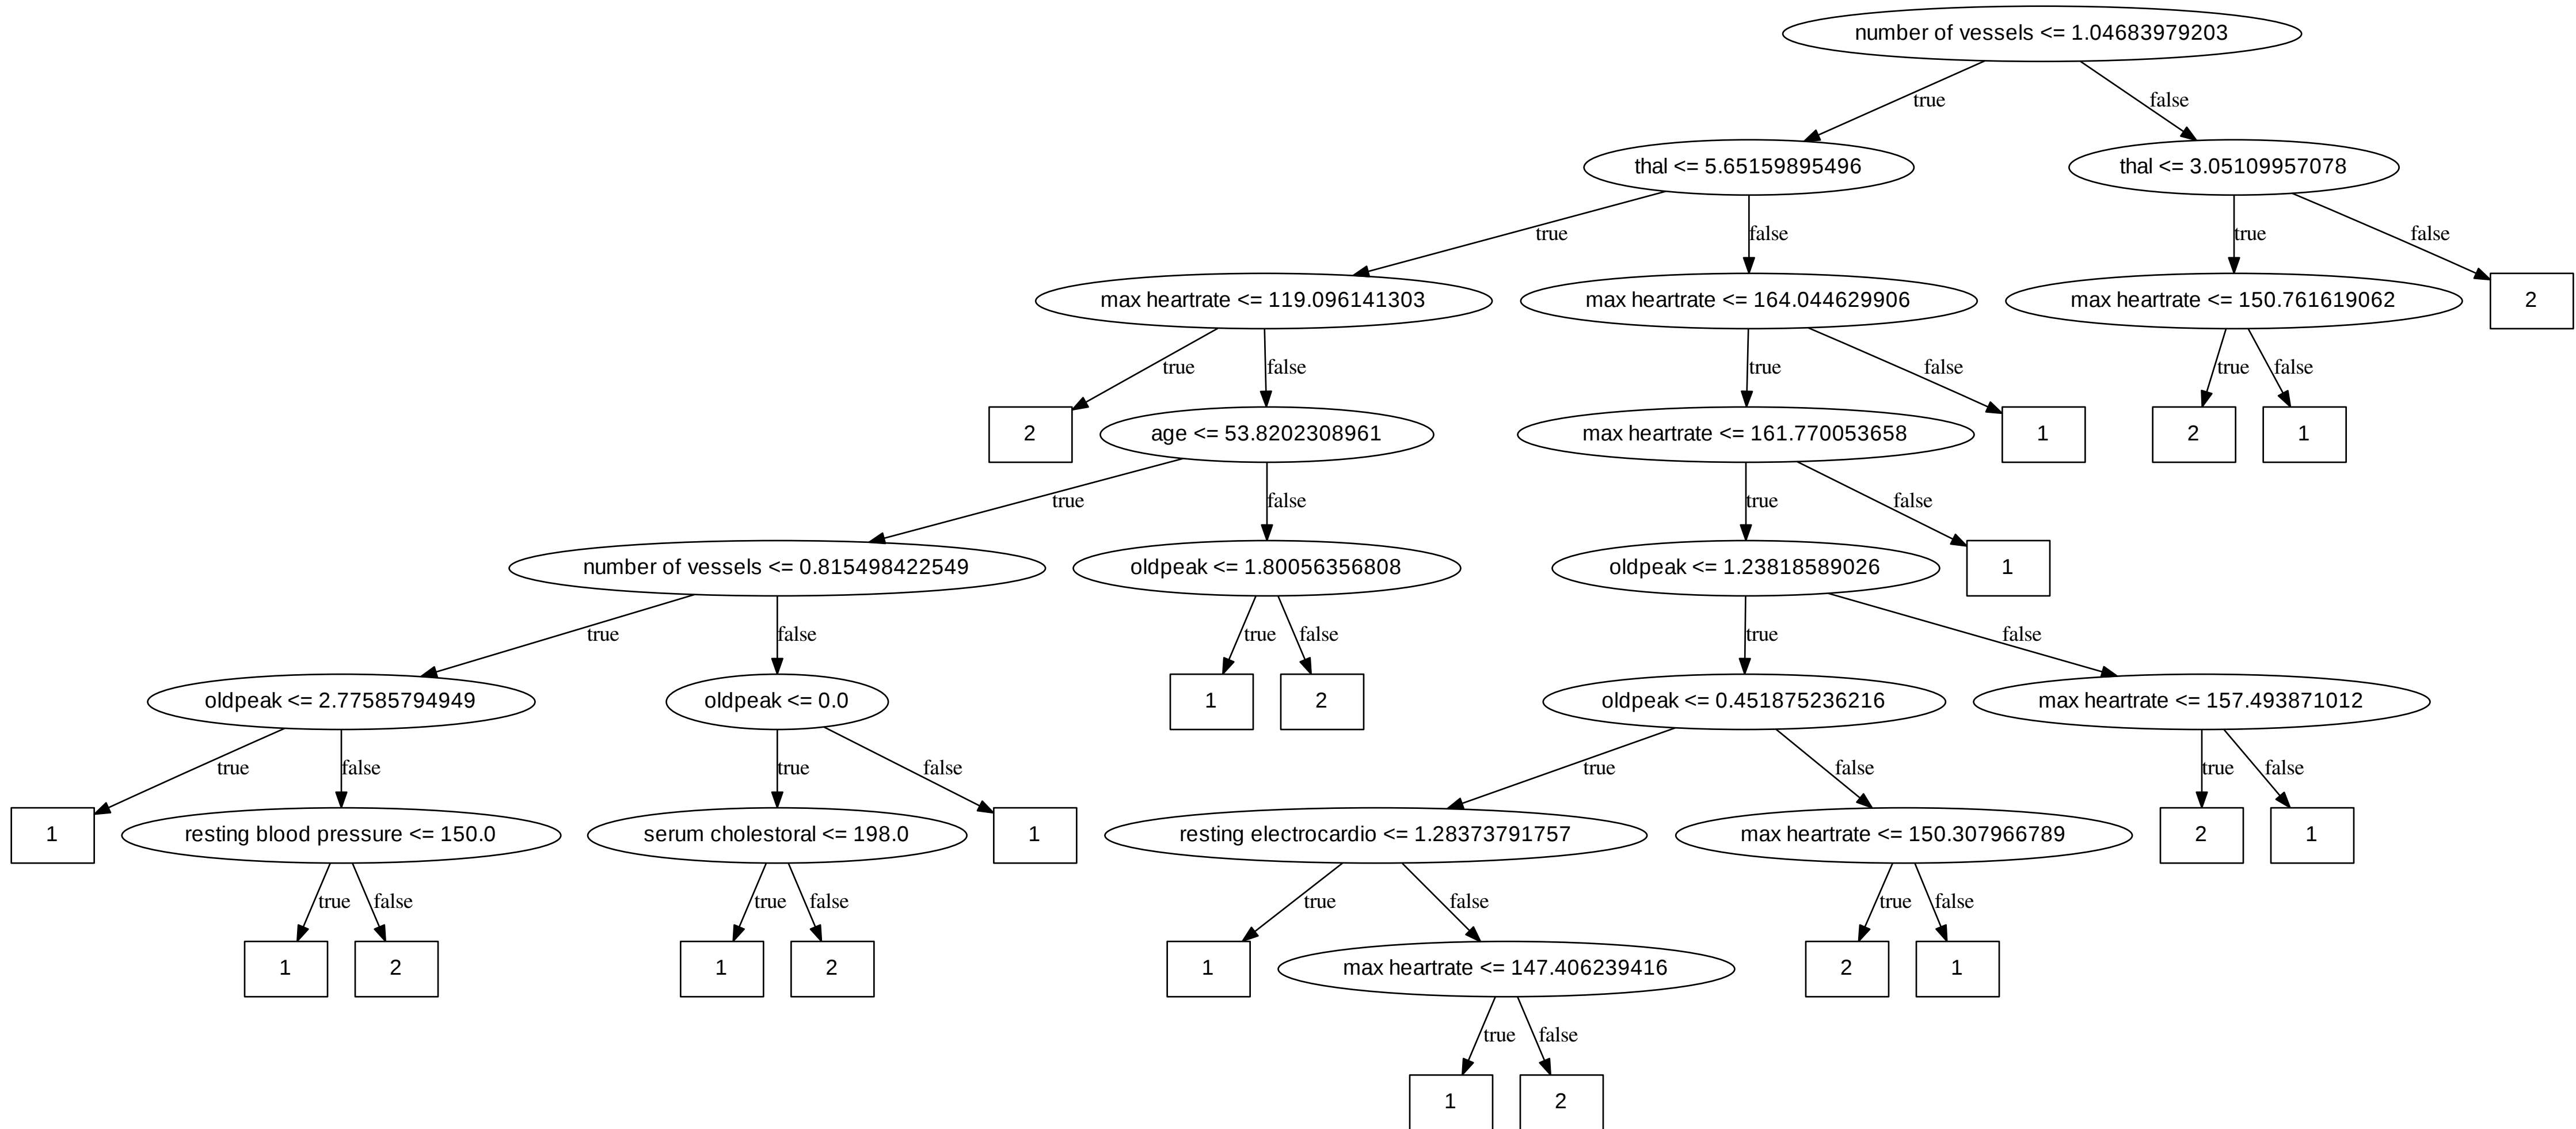 number of vessels <= 1.04683979203
true
false
thal <= 5.65159895496
thal <= 3.05109957078
true
false
true
false
max heartrate <= 119.096141303
max heartrate <= 164.044629906
max heartrate <= 150.761619062
2
true
false
true
false
true
false
2
age <= 53.8202308961
max heartrate <= 161.770053658
1
2
1
true
false
true
false
number of vessels <= 0.815498422549
oldpeak <= 1.80056356808
oldpeak <= 1.23818589026
1
true
false
true
false
true
false
oldpeak <= 2.77585794949
oldpeak <= 0.0
1
2
oldpeak <= 0.451875236216
max heartrate <= 157.493871012
true
false
true
false
true
false
true
false
1
resting blood pressure <= 150.0
serum cholestoral <= 198.0
1
resting electrocardio <= 1.28373791757
max heartrate <= 150.307966789
2
1
true
false
true
false
true
false
true
false
1
2
1
2
1
max heartrate <= 147.406239416
2
1
true
false
1
2